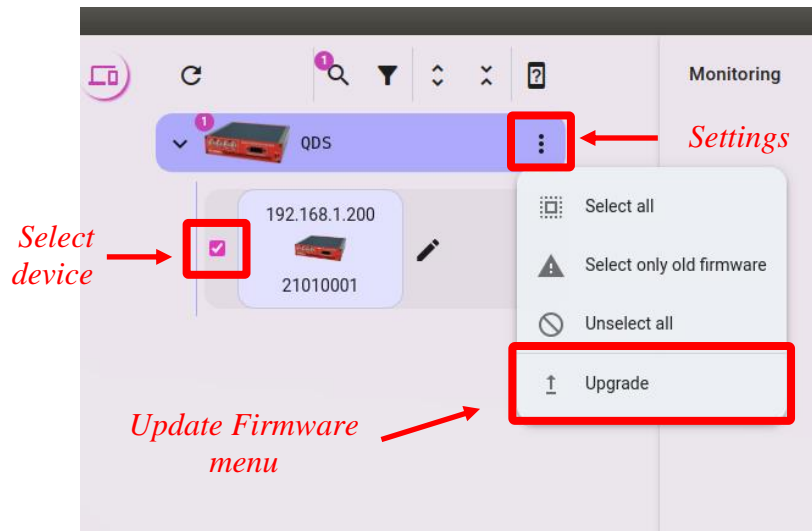 1
Monitoring
1
QDS
Settings
192.168.1.200
21010001
Select
device
Select all
Select only old firmware
Unselect all
Upgrade
Update Firmware
menu